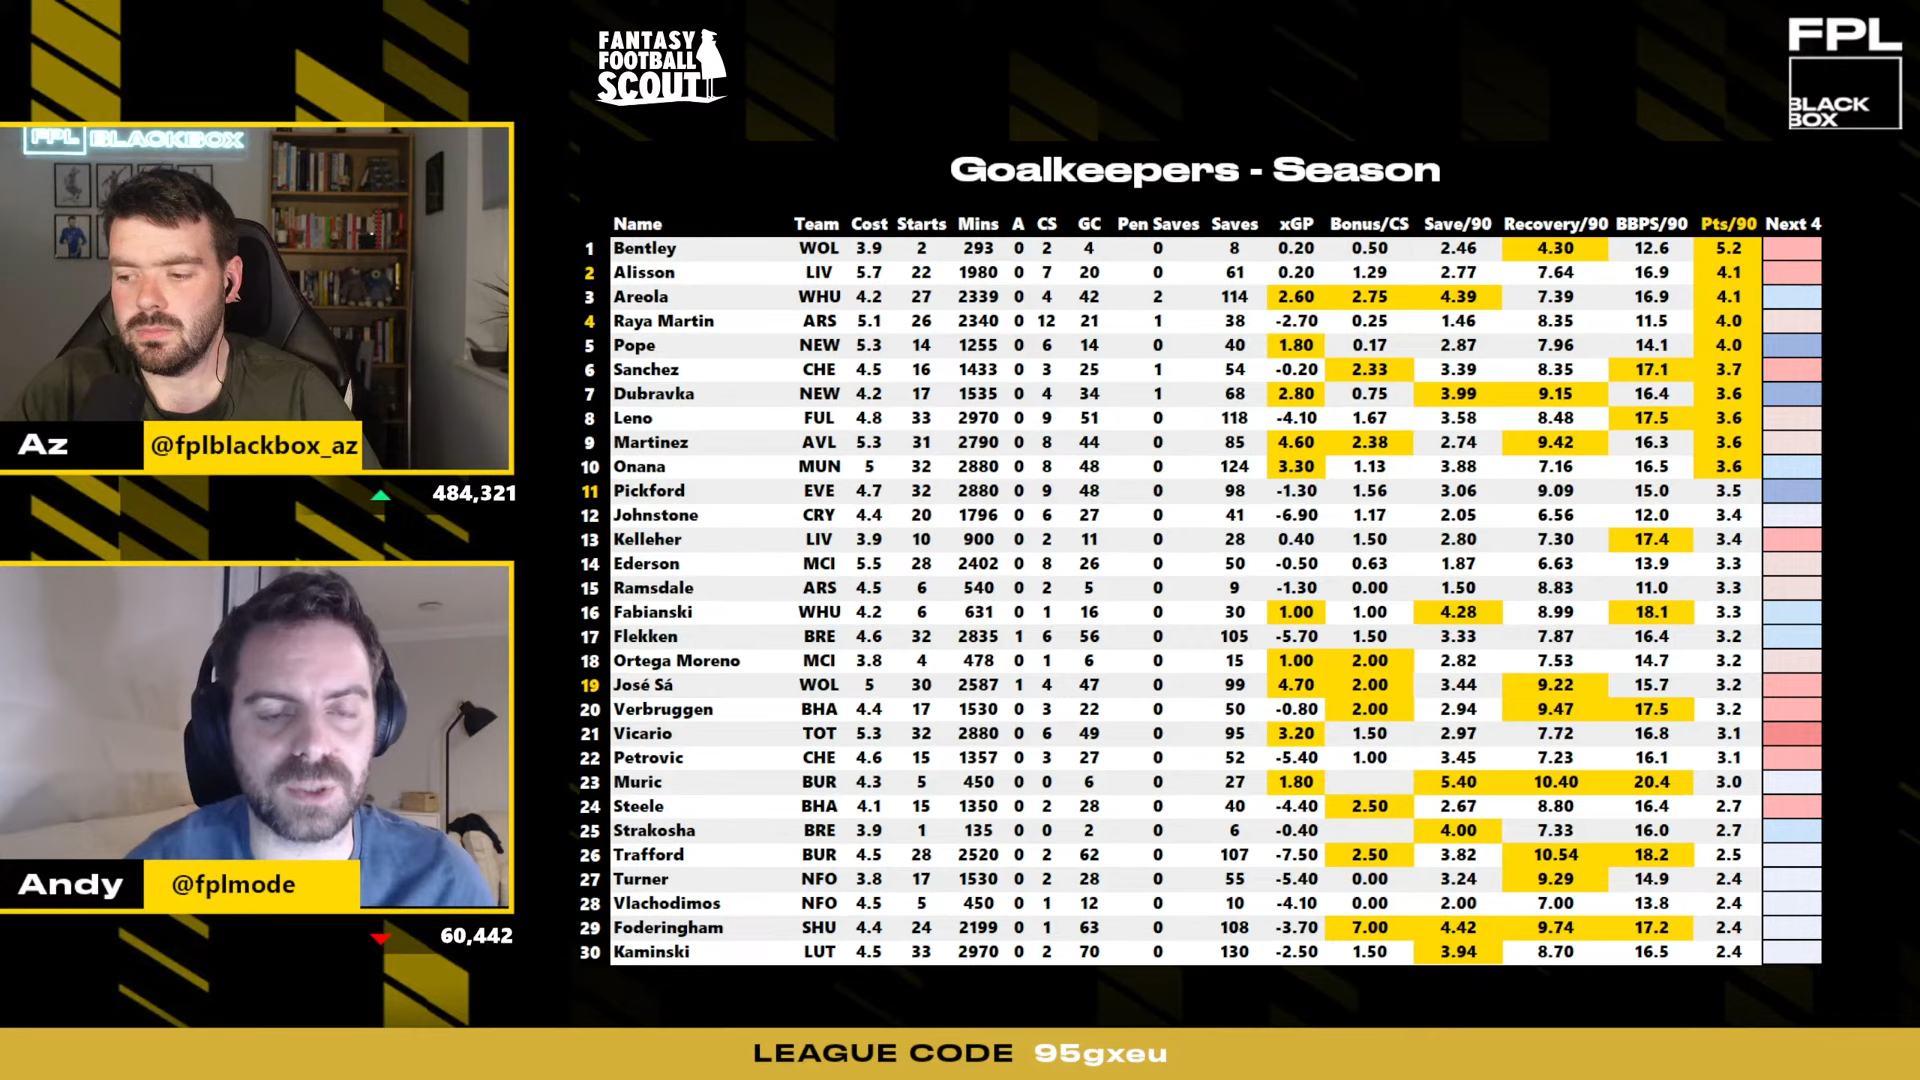 FANTASY
FOOTBALL
SCOUT
FPL
BLACK
BOX
FPL BLACKBOX
Az @fplblackbox_az
484,321
Andy @fplmode
60,442
Goalkeepers - Season
Name Team Cost Starts Mins A CS GC Pen Saves Saves xGP Bonus/CS Save/90 Recovery/90 BBPS/90 Pts/90 Next 4
1 Bentley WOL 3.9 2 293 0 2 4 0 8 0.20 0.50 2.46 4.30 12.6 5.2
2 Alisson LIV 5.7 22 1980 0 7 20 0 61 0.20 1.29 2.77 7.64 16.9 4.1
3 Areola WHU 4.2 27 2339 0 4 42 2 114 2.60 2.75 4.39 7.39 16.9 4.1
4 Raya Martin ARS 5.1 26 2340 0 12 21 1 38 -2.70 0.25 1.46 8.35 11.5 4.0
5 Pope NEW 5.3 14 1255 0 6 14 0 40 1.80 0.17 2.87 7.96 14.1 4.0
6 Sanchez CHE 4.5 16 1433 0 3 25 1 54 -0.20 2.33 3.39 8.35 17.1 3.7
7 Dubravka NEW 4.2 17 1535 0 4 34 1 68 2.80 0.75 3.99 9.15 16.4 3.6
8 Leno FUL 4.8 33 2970 0 9 51 0 118 -4.10 1.67 3.58 8.48 17.5 3.6
9 Martinez AVL 5.3 31 2790 0 8 44 0 85 4.60 2.38 2.74 9.42 16.3 3.6
10 Onana MUN 5 32 2880 0 8 48 0 124 3.30 1.13 3.88 7.16 16.5 3.6
11 Pickford EVE 4.7 32 2880 0 9 48 0 98 -1.30 1.56 3.06 9.09 15.0 3.5
12 Johnstone CRY 4.4 20 1796 0 6 27 0 41 -6.90 1.17 2.05 6.56 12.0 3.4
13 Kelleher LIV 3.9 10 900 0 2 11 0 28 0.40 1.50 2.80 7.30 17.4 3.4
14 Ederson MCI 5.5 28 2402 0 8 26 0 50 -0.50 0.63 1.87 6.63 13.9 3.3
15 Ramsdale ARS 4.5 6 540 0 2 5 0 9 -1.30 0.00 1.50 8.83 11.0 3.3
16 Fabianski WHU 4.2 6 631 0 1 16 0 30 1.00 1.00 4.28 8.99 18.1 3.3
17 Flekken BRE 4.6 32 2835 1 6 56 0 105 -5.70 1.50 3.33 7.87 16.4 3.2
18 Ortega Moreno MCI 3.8 4 478 0 1 6 0 15 1.00 2.00 2.82 7.53 14.7 3.2
19 José Sá WOL 5 30 2587 1 4 47 0 99 4.70 2.00 3.44 9.22 15.7 3.2
20 Verbruggen BHA 4.4 17 1530 0 3 22 0 50 -0.80 2.00 2.94 9.47 17.5 3.2
21 Vicario TOT 5.3 32 2880 0 6 49 0 95 3.20 1.50 2.97 7.72 16.8 3.1
22 Petrovic CHE 4.6 15 1357 0 3 27 0 52 -5.40 1.00 3.45 7.23 16.1 3.1
23 Muric BUR 4.3 5 450 0 0 6 0 27 1.80 5.40 10.40 20.4 3.0
24 Steele BHA 4.1 15 1350 0 2 28 0 40 -4.40 2.50 2.67 8.80 16.4 2.7
25 Strakosha BRE 3.9 1 135 0 0 2 0 6 -0.40 4.00 7.33 16.0 2.7
26 Trafford BUR 4.5 28 2520 0 2 62 0 107 -7.50 2.50 3.82 10.54 18.2 2.5
27 Turner NFO 3.8 17 1530 0 2 28 0 55 -5.40 0.00 3.24 9.29 14.9 2.4
28 Vlachodimos NFO 4.5 5 450 0 1 12 0 10 -4.10 0.00 2.00 7.00 13.8 2.4
29 Foderingham SHU 4.4 24 2199 0 1 63 0 108 -3.70 7.00 4.42 9.74 17.2 2.4
30 Kaminski LUT 4.5 33 2970 0 2 70 0 130 -2.50 1.50 3.94 8.70 16.5 2.4
LEAGUE CODE 95gxeu